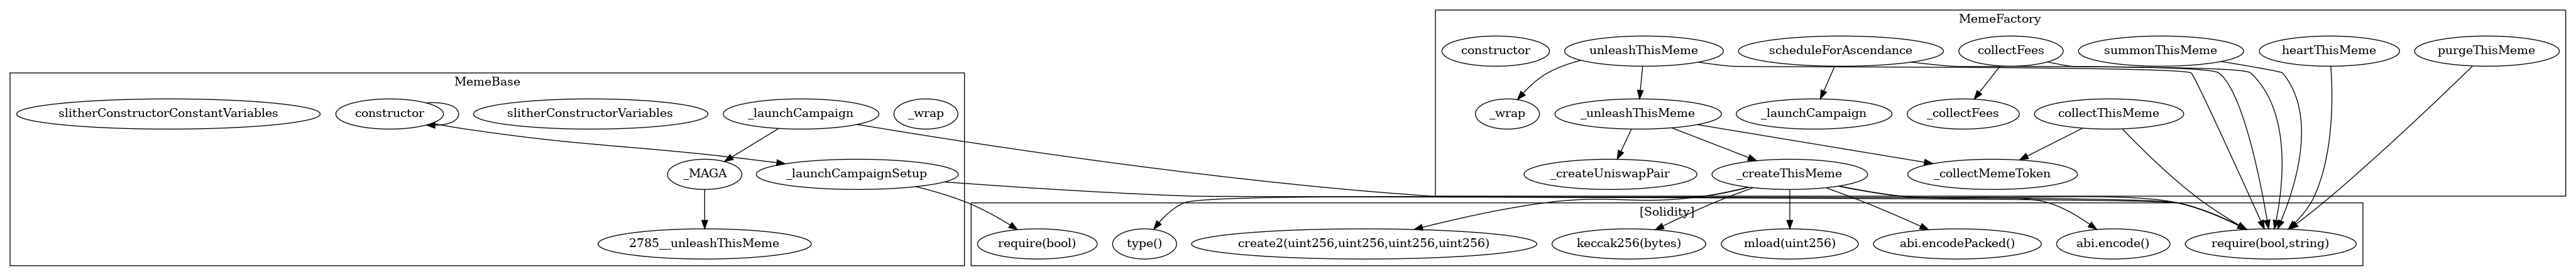 MemeFactory
constructor
unleashThisMeme
scheduleForAscendance
collectFees
summonThisMeme
heartThisMeme
purgeThisMeme
MemeBase
slitherConstructorConstantVariables
constructor
slitherConstructorVariables
_launchCampaign
_wrap
_wrap
_unleashThisMeme
_launchCampaign
_collectFees
collectThisMeme
_MAGA
_launchCampaignSetup
_createUniswapPair
_createThisMeme
_collectMemeToken
[Solidity]
2785__unleashThisMeme
require(bool)
type()
create2(uint256,uint256,uint256,uint256)
keccak256(bytes)
mload(uint256)
abi.encodePacked()
abi.encode()
require(bool,string)